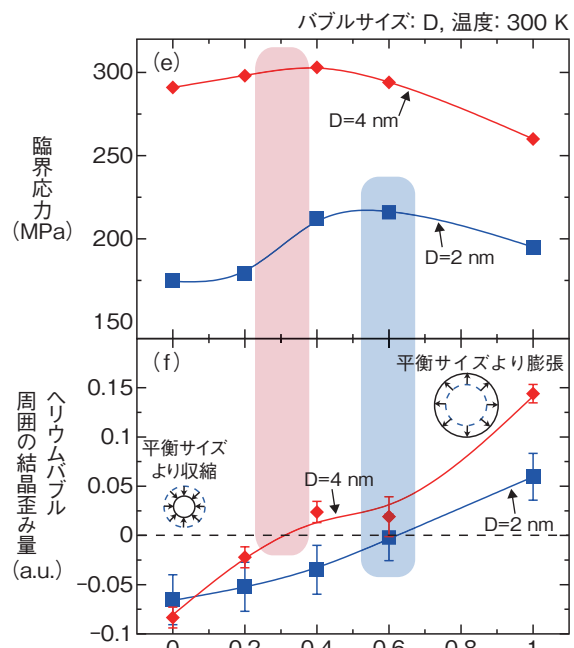 バブルサイズ: D, 温度: 300 K
(e)
300
250
200
150
臨界応力
(MPa)
D=4 nm
D=2 nm
(f)
平衡サイズより膨張
0.15
0.1
0.05
0
-0.05
-0.1
ヘリウムバブル
周囲の結晶歪み量
(a.u.)
平衡サイズ
より収縮
D=4 nm
D=2 nm
0 0.2 0.4 0.6 0.8 1